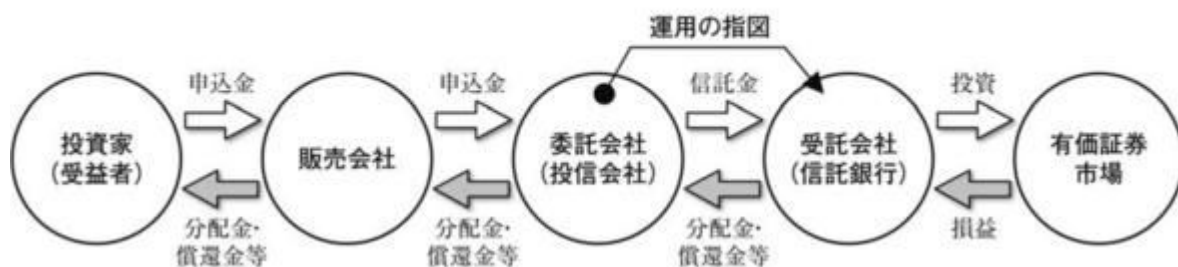 運用の指図
申込金
申込金
信託金
投資
投資家
(受益者)
販売会社
委託会社
(投信会社)
受託会社
(信託銀行)
有価証券
市場
分配金・
償還金等
分配金・
償還金等
分配金・
償還金等
損益